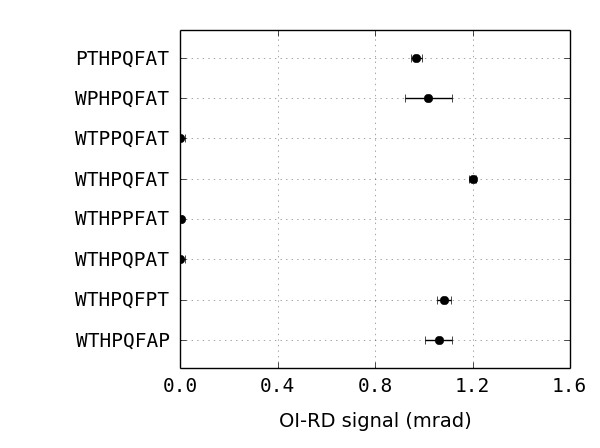 PTHPQFAT
WPHPQFAT
WTPPQFAT
WTHPQFAT
WTHPPFAT
WTHPQPAT
WTHPQFPT
WTHPQFAP
0.0 0.4 0.8 1.2 1.6
OI-RD signal (mrad)